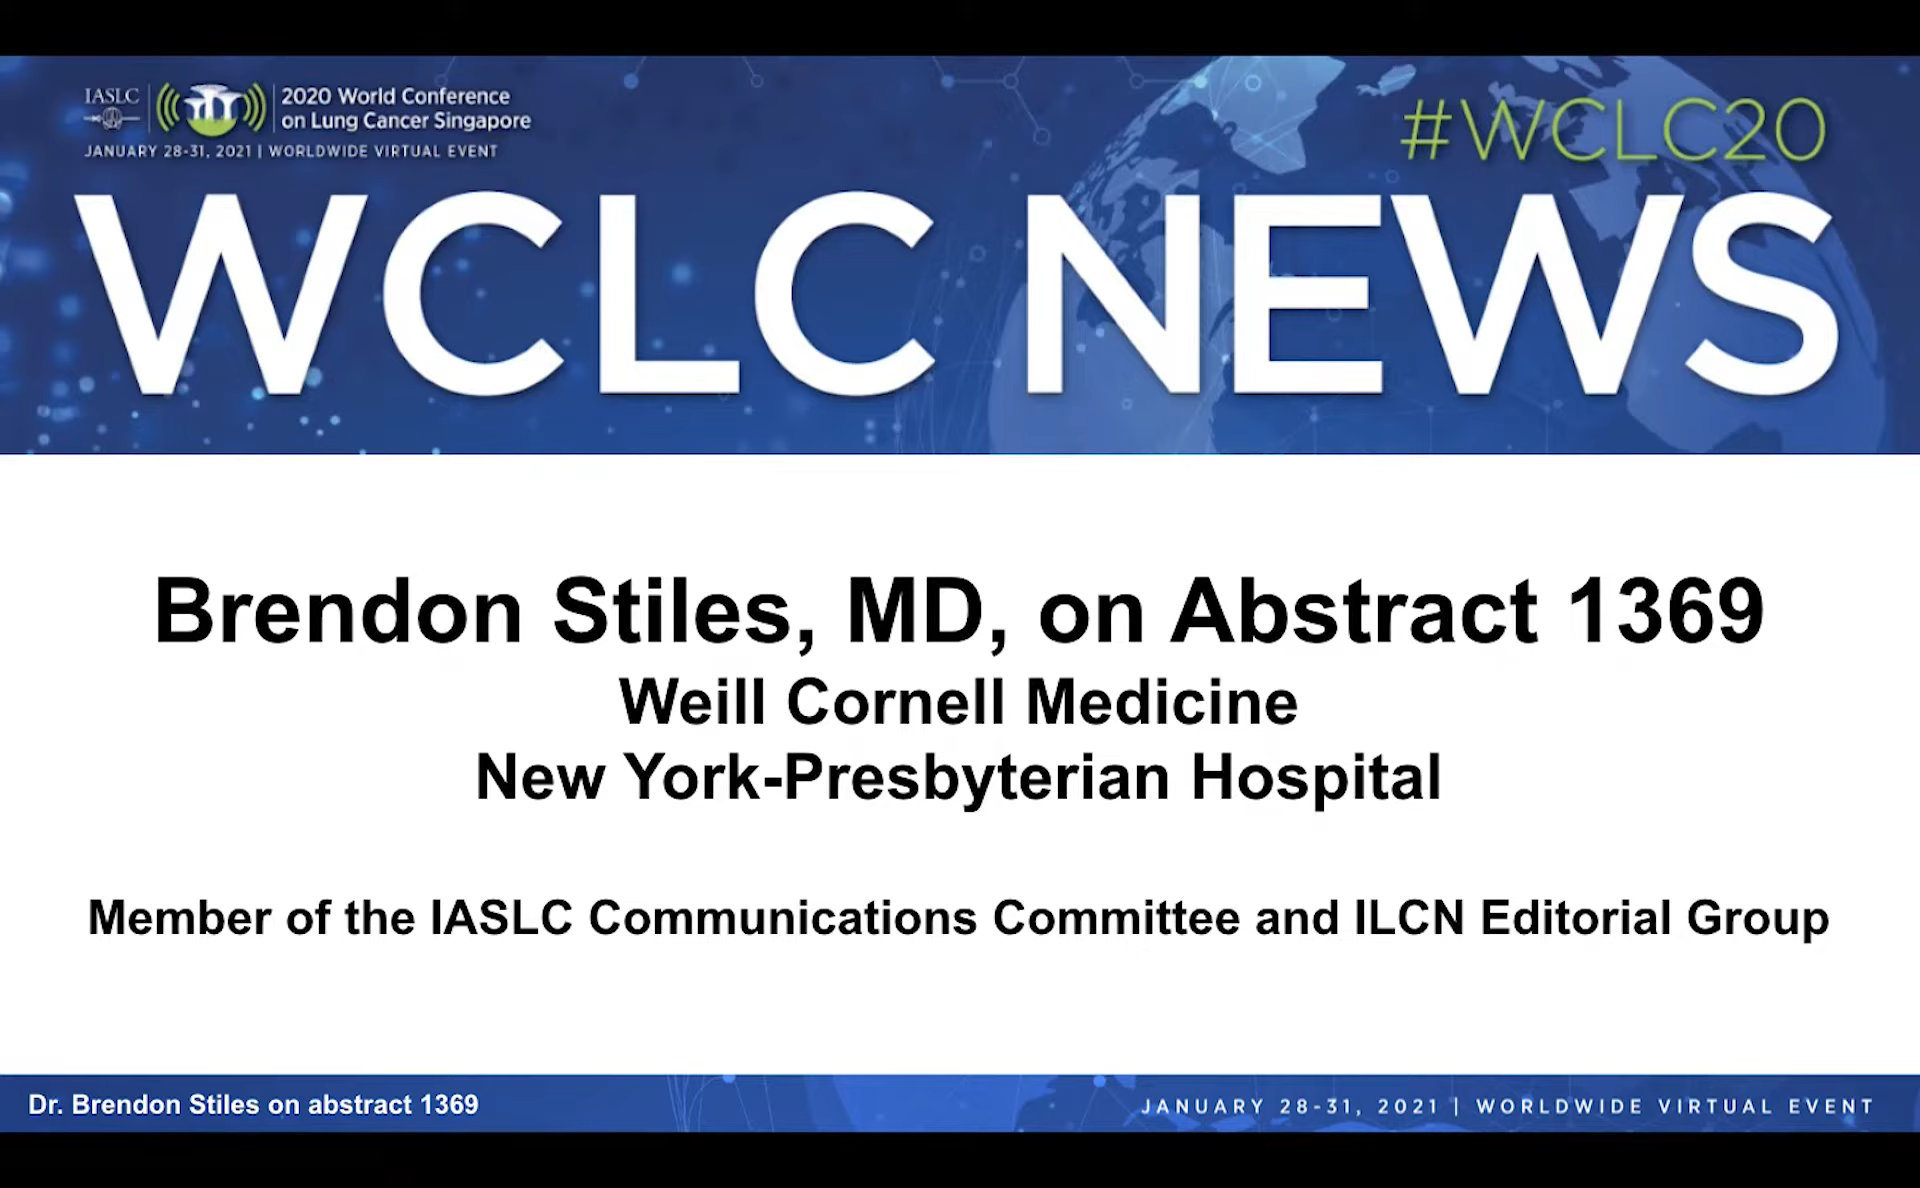 IASLC
2020 World Conference
on Lung Cancer Singapore
JANUARY 28-31, 2021 | WORLDWIDE VIRTUAL EVENT
#WCLC20
WCLC NEWS
Brendon Stiles, MD, on Abstract 1369
Weill Cornell Medicine
New York-Presbyterian Hospital
Member of the IASLC Communications Committee and ILCN Editorial Group
Dr. Brendon Stiles on abstract 1369
JANUARY 28-31, 2021 | WORLDWIDE VIRTUAL EVENT